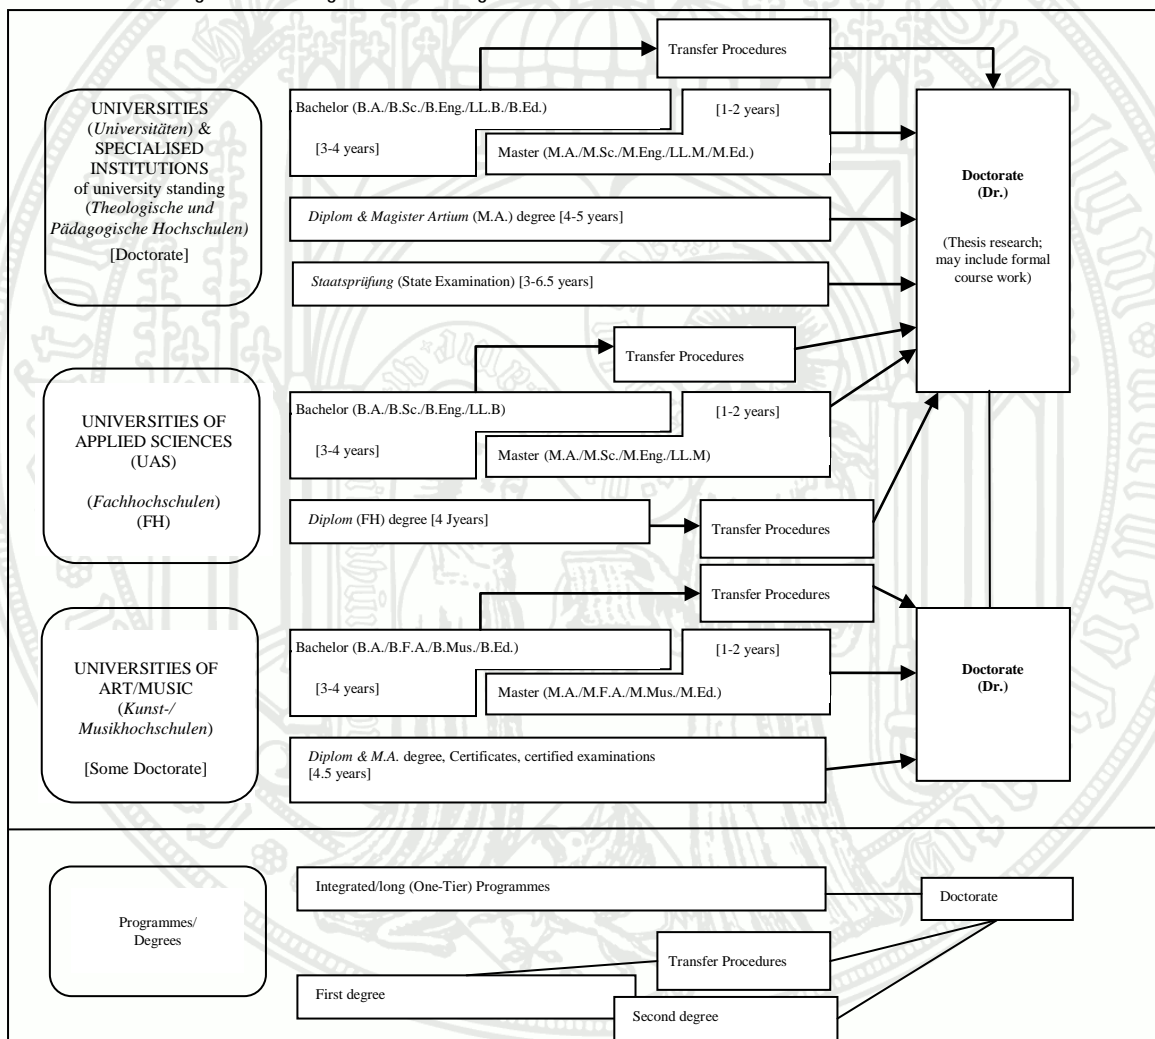 Transfer Procedures
UNIVERSITIES
(Universitäten) &
SPECIALISED
INSTITUTIONS
of university standing
(Theologische und
Pädagogische Hochschulen)
[Doctorate]
Bachelor (B.A./B.Sc./B.Eng./LL.B./B.Ed.)
[3-4 years]
[1-2 years]
Master (M.A./M.Sc./M.Eng./LL.M./M.Ed.)
Diplom & Magister Artium (M.A.) degree [4-5 years]
Staatsprüfung (State Examination) [3-6.5 years]
Doctorate
(Dr.)
(Thesis research;
may include formal
course work)
Transfer Procedures
UNIVERSITIES OF
APPLIED SCIENCES
(UAS)
(Fachhochschulen)
(FH)
Bachelor (B.A./B.Sc./B.Eng./LL.B)
[3-4 years]
[1-2 years]
Master (M.A./M.Sc./M.Eng./LL.M)
Diplom (FH) degree [4 Jyears]
Transfer Procedures
Transfer Procedures
UNIVERSITIES OF
ART/MUSIC
(Kunst-/
Musikhochschulen)
[Some Doctorate]
Bachelor (B.A./B.F.A./B.Mus./B.Ed.)
[3-4 years]
[1-2 years]
Master (M.A./M.F.A./M.Mus./M.Ed.)
Diplom & M.A. degree, Certificates, certified examinations
[4.5 years]
Doctorate
(Dr.)
Programmes/
Degrees
Integrated/long (One-Tier) Programmes
Doctorate
Transfer Procedures
First degree
Second degree